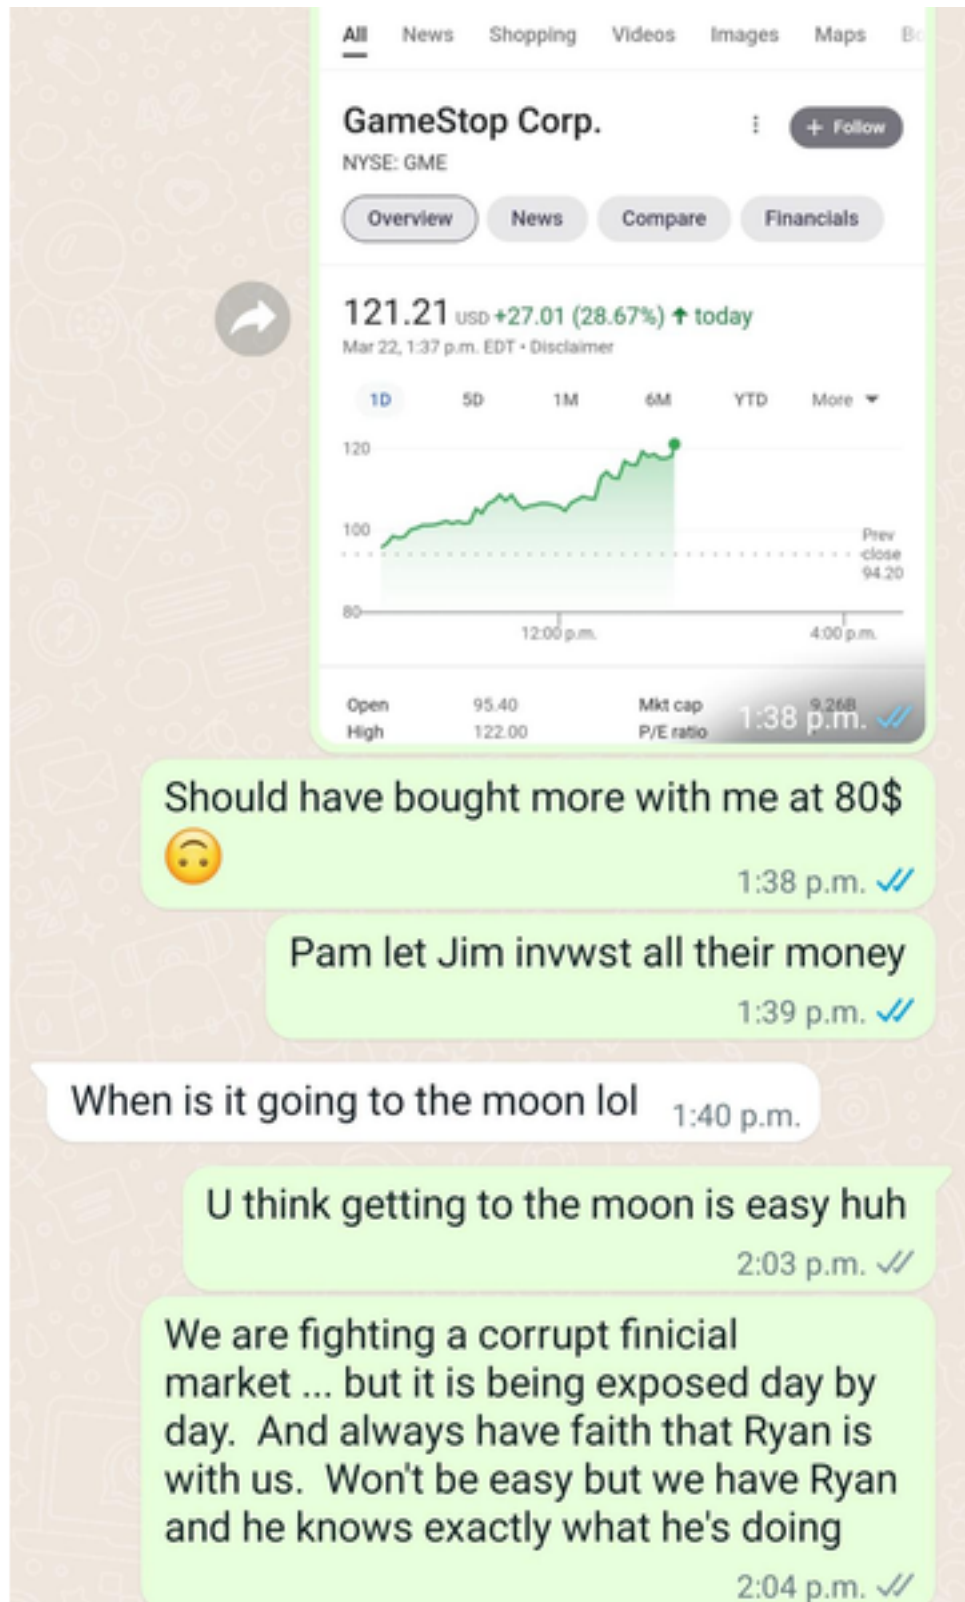 All News Shopping Videos Images Maps
GameStop Corp.
+ Follow
NYSE: GME
Overview News Compare Financials
121.21 USD +27.01 (28.67%) ↑ today
Mar 22, 1:37 p.m. EDT • Disclaimer
1D 5D 1M 6M YTD More
120
100
Prev
close
94.20
80
12:00 p.m. 4:00 p.m.
Open 95.40 Mkt cap 9.26B
High 122.00 P/E ratio
1:38 p.m.
Should have bought more with me at 80$
🙃
1:38 p.m.
Pam let Jim invwst all their money
1:39 p.m.
When is it going to the moon lol 1:40 p.m.
U think getting to the moon is easy huh
2:03 p.m.
We are fighting a corrupt finicial
market ... but it is being exposed day by
day.  And always have faith that Ryan is
with us.  Won't be easy but we have Ryan
and he knows exactly what he's doing
2:04 p.m.